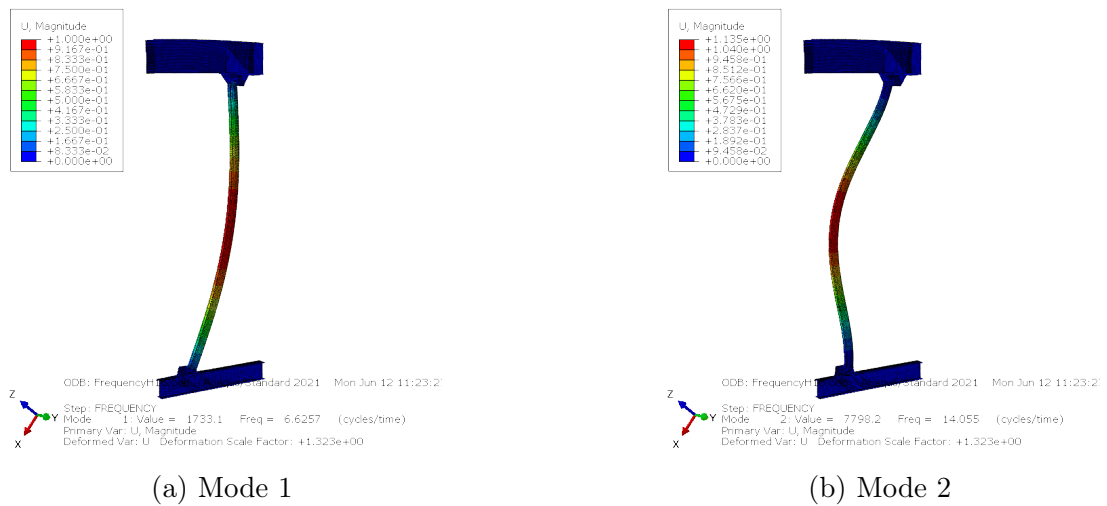 U, Magnitude
+1.000e+00
+9.167e-01
+8.333e-01
+7.500e-01
+6.667e-01
+5.833e-01
+5.000e-01
+4.167e-01
+3.333e-01
+2.500e-01
+1.667e-01
+8.333e-02
+0.000e+00
Z
Y
X
ODB: FrequencyH1 Standard 2021 Mon Jun 12 11:23:2
Step: FREQUENCY
Mode 1: Value = 1733.1 Freq = 6.6257 (cycles/time)
Primary Var: U, Magnitude
Deformed Var: U Deformation Scale Factor: +1.323e+00
(a) Mode 1
U, Magnitude
+1.135e+00
+1.040e+00
+9.458e-01
+8.512e-01
+7.566e-01
+6.620e-01
+5.675e-01
+4.729e-01
+3.783e-01
+2.837e-01
+1.892e-01
+9.458e-02
+0.000e+00
Z
Y
X
ODB: FrequencyH1 Standard 2021 Mon Jun 12 11:23:2
Step: FREQUENCY
Mode 2: Value = 7798.2 Freq = 14.055 (cycles/time)
Primary Var: U, Magnitude
Deformed Var: U Deformation Scale Factor: +1.323e+00
(b) Mode 2